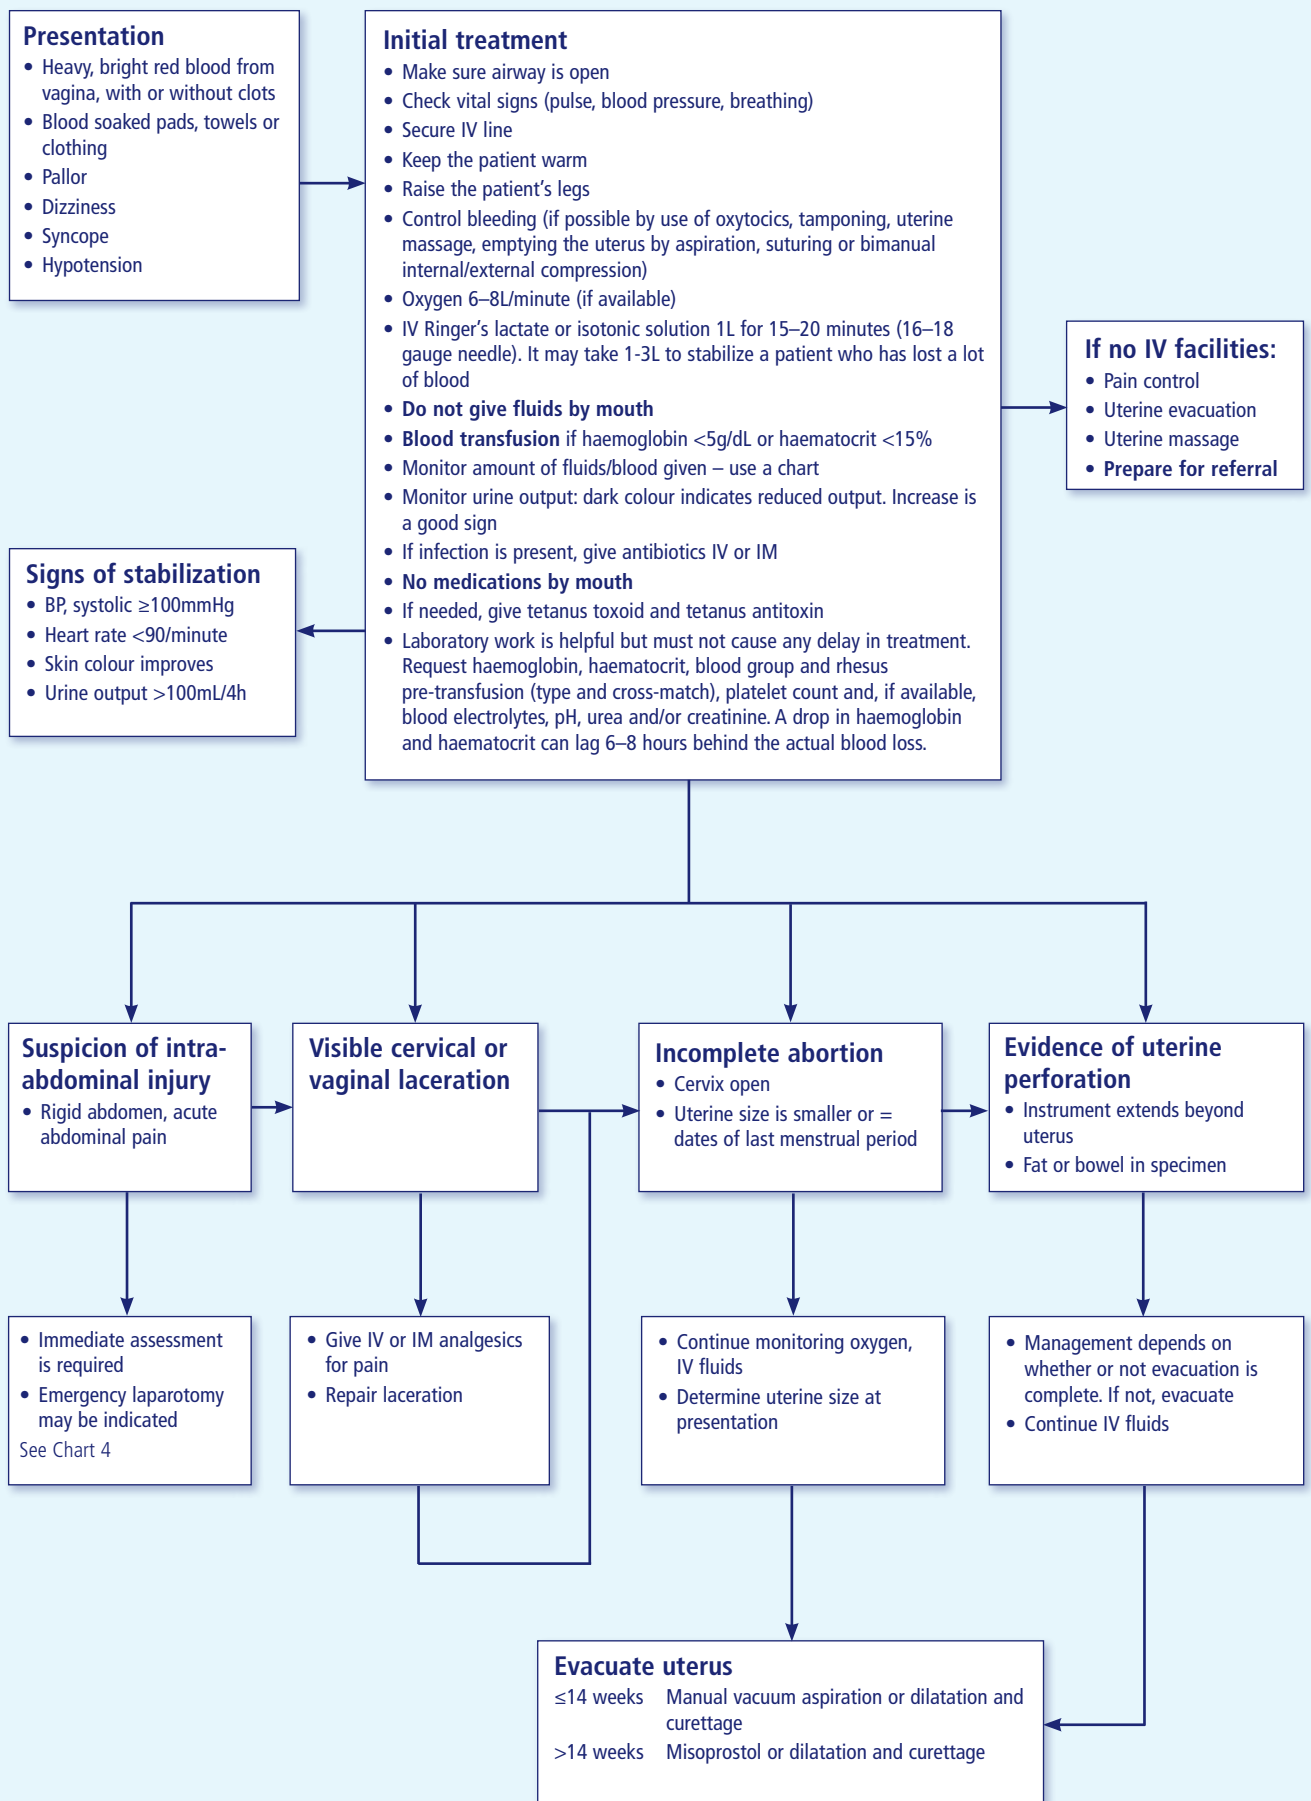 Presentation
• Heavy, bright red blood from
vagina, with or without clots
• Blood soaked pads, towels or
clothing
• Pallor
• Dizziness
• Syncope
• Hypotension
Initial treatment
• Make sure airway is open
• Check vital signs (pulse, blood pressure, breathing)
• Secure IV line
• Keep the patient warm
• Raise the patient’s legs
• Control bleeding (if possible by use of oxytocics, tamponing, uterine
massage, emptying the uterus by aspiration, suturing or bimanual
internal/external compression)
• Oxygen 6–8L/minute (if available)
• IV Ringer’s lactate or isotonic solution 1L for 15–20 minutes (16–18
gauge needle). It may take 1-3L to stabilize a patient who has lost a lot
of blood
• Do not give fluids by mouth
• Blood transfusion if haemoglobin <5g/dL or haematocrit <15%
• Monitor amount of fluids/blood given – use a chart
• Monitor urine output: dark colour indicates reduced output. Increase is
a good sign
• If infection is present, give antibiotics IV or IM
• No medications by mouth
• If needed, give tetanus toxoid and tetanus antitoxin
• Laboratory work is helpful but must not cause any delay in treatment.
Request haemoglobin, haematocrit, blood group and rhesus
pre-transfusion (type and cross-match), platelet count and, if available,
blood electrolytes, pH, urea and/or creatinine. A drop in haemoglobin
and haematocrit can lag 6–8 hours behind the actual blood loss.
If no IV facilities:
• Pain control
• Uterine evacuation
• Uterine massage
• Prepare for referral
Signs of stabilization
• BP, systolic ≥100mmHg
• Heart rate <90/minute
• Skin colour improves
• Urine output >100mL/4h
Suspicion of intra-
abdominal injury
• Rigid abdomen, acute
abdominal pain
Visible cervical or
vaginal laceration
Incomplete abortion
• Cervix open
• Uterine size is smaller or =
dates of last menstrual period
Evidence of uterine
perforation
• Instrument extends beyond
uterus
• Fat or bowel in specimen
• Immediate assessment
is required
• Emergency laparotomy
may be indicated
See Chart 4
• Give IV or IM analgesics
for pain
• Repair laceration
• Continue monitoring oxygen,
IV fluids
• Determine uterine size at
presentation
• Management depends on
whether or not evacuation is
complete. If not, evacuate
• Continue IV fluids
Evacuate uterus
≤14 weeks Manual vacuum aspiration or dilatation and
curettage
>14 weeks Misoprostol or dilatation and curettage